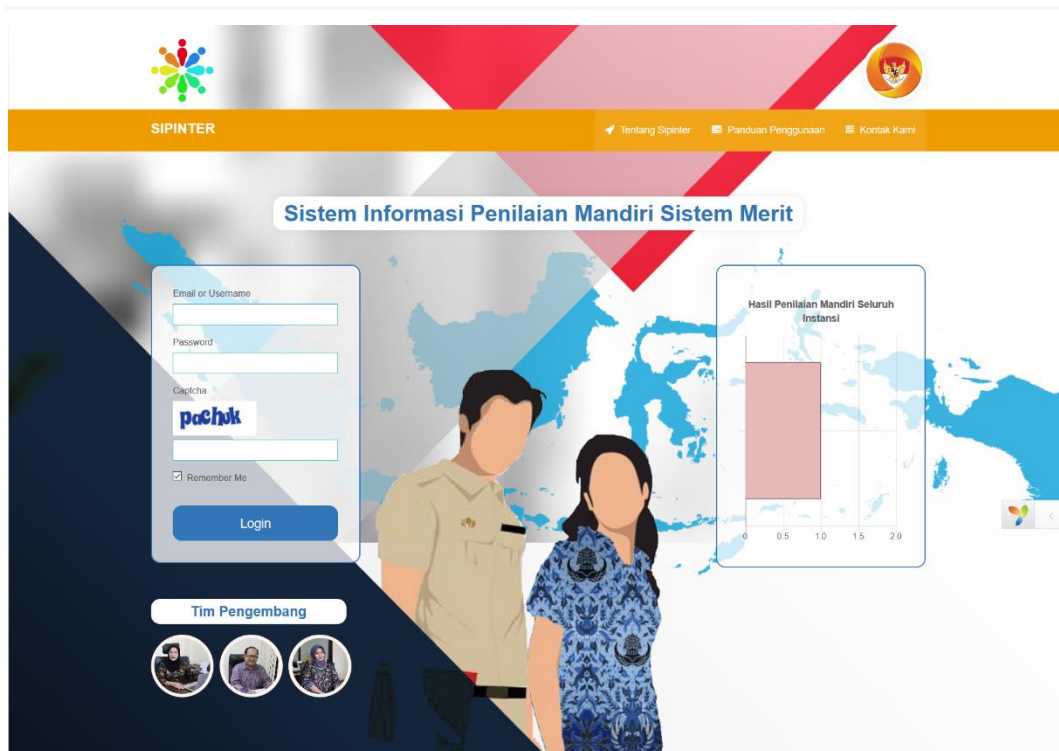 SIPINTER
Tentang Sipinter
Panduan Penggunaan
Kontak Kami
Sistem Informasi Penilaian Mandiri Sistem Merit
Email or Username
Password
Captcha
pachuk
Remember Me
Login
Hasil Penilaian Mandiri Seluruh
Instansi
0 0.5 1.0 1.5 2.0
Tim Pengembang